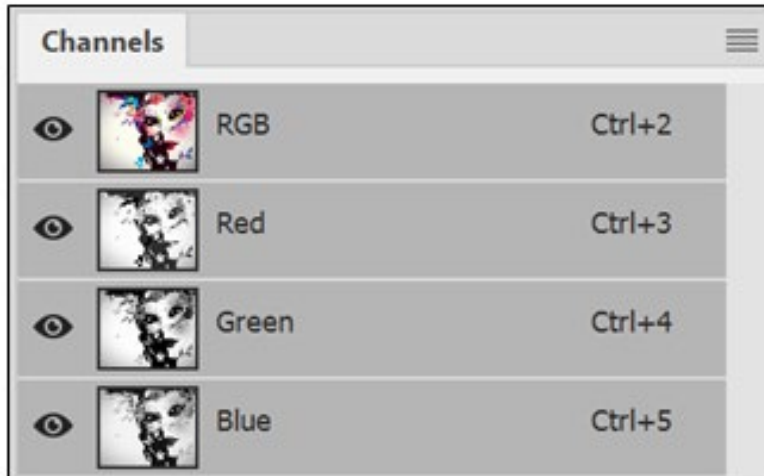 Channels
RGB Ctrl+2
Red Ctrl+3
Green Ctrl+4
Blue Ctrl+5